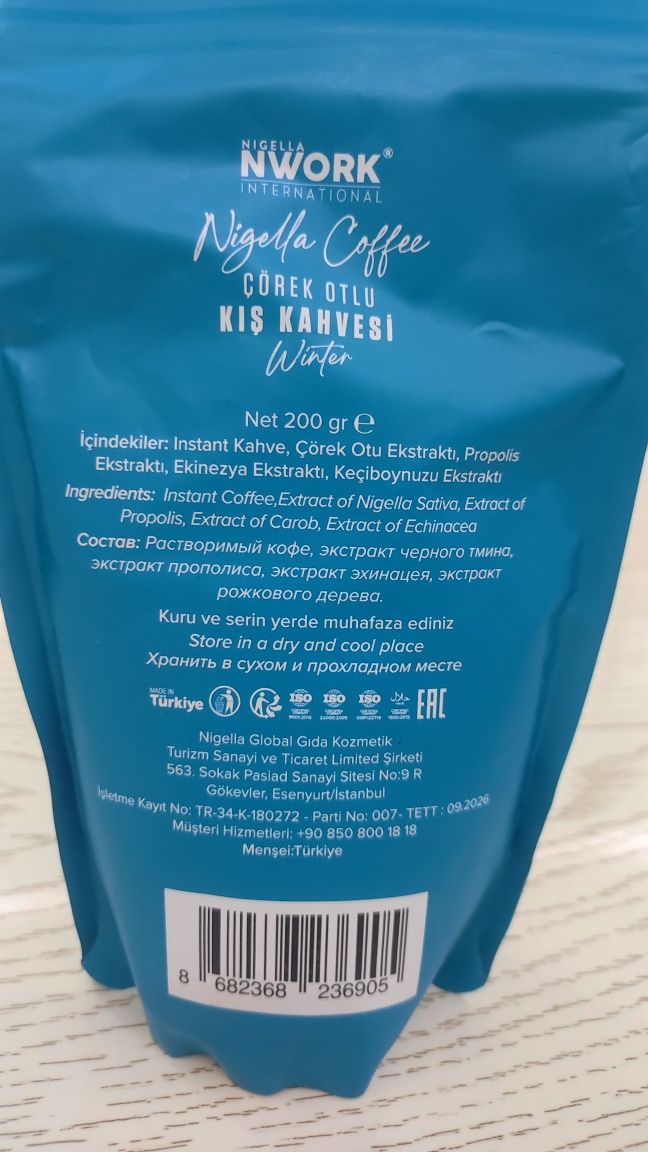 NIGELLA
NWORK®
INTERNATIONAL
Nigella Coffee
ÇÖREK OTLU
KIŞ KAHVESİ
Winter
Net 200 gr ℮
İçindekiler: Instant Kahve, Çörek Otu Ekstraktı, Propolis
Ekstraktı, Ekinezya Ekstraktı, Keçiboynuzu Ekstraktı
Ingredients: Instant Coffee,Extract of Nigella Sativa, Extract of
Propolis, Extract of Carob, Extract of Echinacea
Состав: Растворимый кофе, экстракт черного тмина,
экстракт прополиса, экстракт эхинацея, экстракт
рожкового дерева.
Kuru ve serin yerde muhafaza ediniz
Store in a dry and cool place
Хранить в сухом и прохладном месте
MADE IN
Türkiye
ISO
ISO
ISO
حلال
EAC
Nigella Global Gıda Kozmetik
Turizm Sanayi ve Ticaret Limited Şirketi
563. Sokak Pasiad Sanayi Sitesi No:9 R
Gökevler, Esenyurt/İstanbul
İşletme Kayıt No: TR-34-K-180272 - Parti No: 007- TETT : 09.2026
Müşteri Hizmetleri: +90 850 800 18 18
Menşei:Türkiye
8 682368 236905